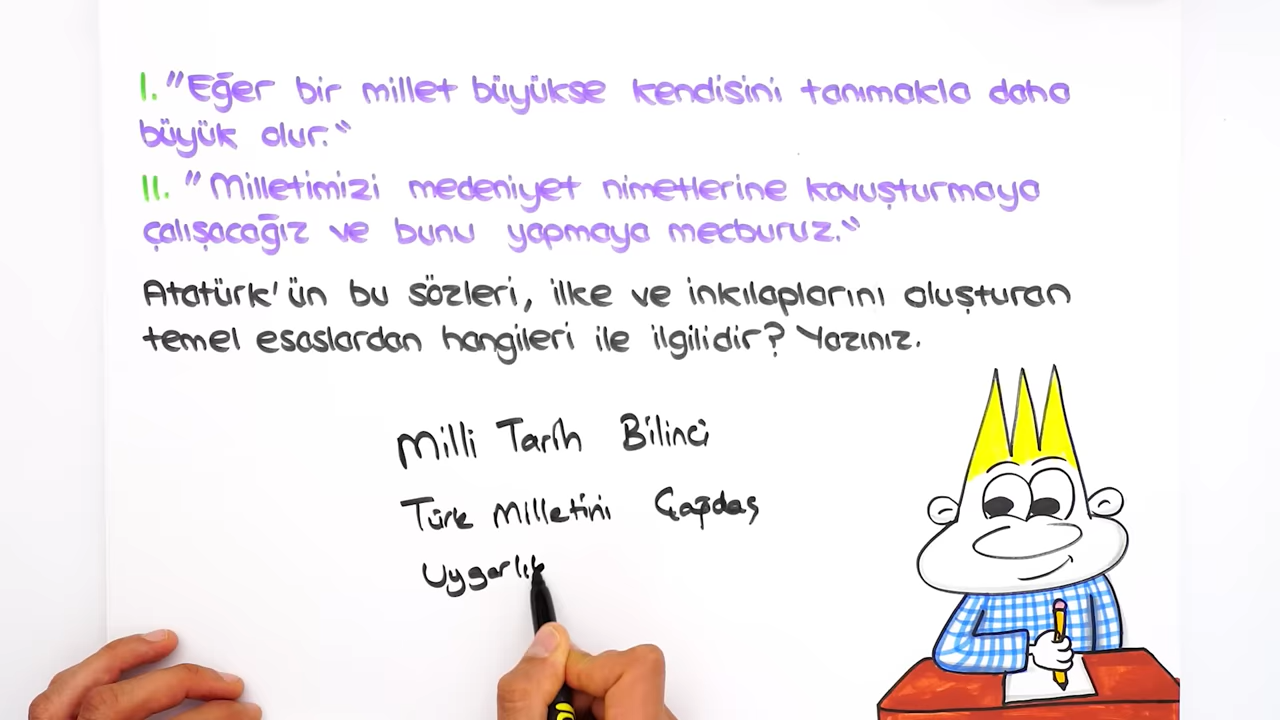 I. "Eğer bir millet büyükse kendisini tanımakla daha
büyük olur."
II. "Milletimizi medeniyet nimetlerine kavuşturmaya
çalışacağız ve bunu yapmaya mecburuz."
Atatürk'ün bu sözleri, ilke ve inkılaplarını oluşturan
temel esaslardan hangileri ile ilgilidir? Yazınız.
Milli Tarih Bilinci
Türk Milletini Çağdaş
Uygarlık